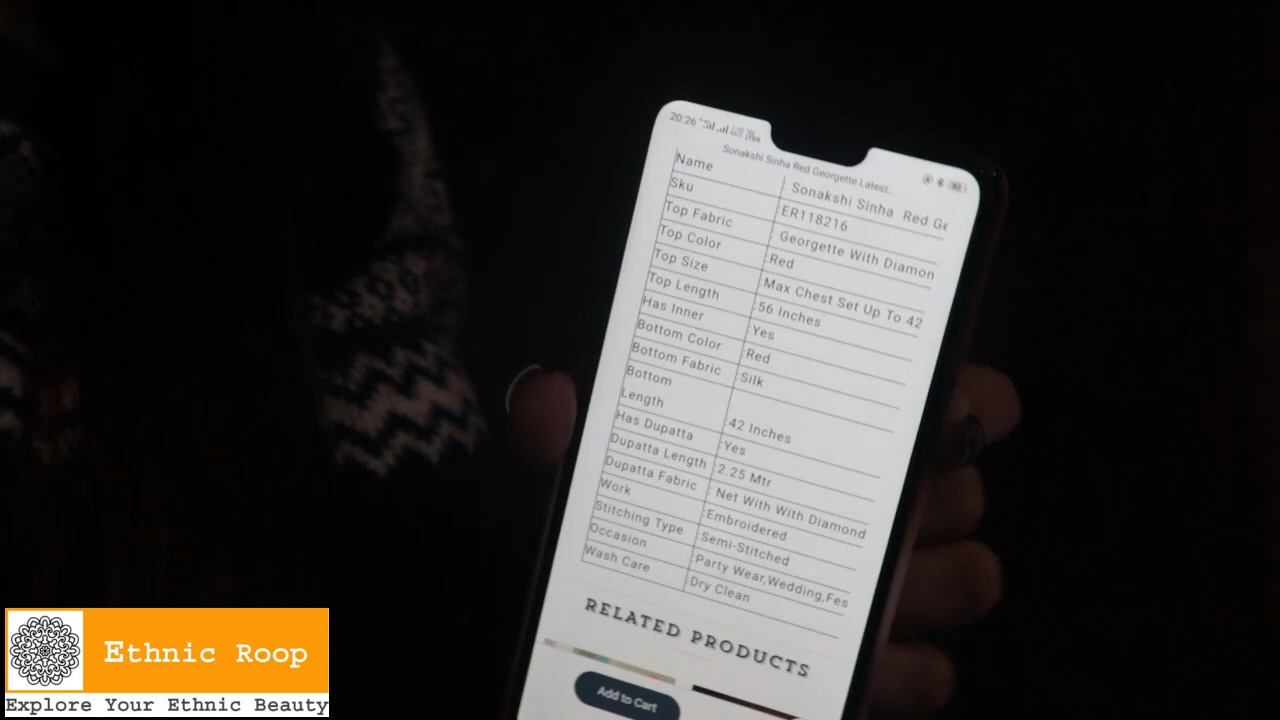 20:26
Sonakshi Sinha Red Georgette Latest...
Name : Sonakshi Sinha Red Ge
Sku :ER118216
Top Fabric : Georgette With Diamon
Top Color :Red
Top Size :Max Chest Set Up To 42
Top Length :56 Inches
Has Inner :Yes
Bottom Color :Red
Bottom Fabric :Silk
Bottom
Length :42 Inches
Has Dupatta :Yes
Dupatta Length :2.25 Mtr
Dupatta Fabric : Net With With Diamond
Work :Embroidered
Stitching Type :Semi-Stitched
Occasion :Party Wear,Wedding,Fes
Wash Care :Dry Clean
RELATED PRODUCTS
Add to Cart
Ethnic Roop
Explore Your Ethnic Beauty